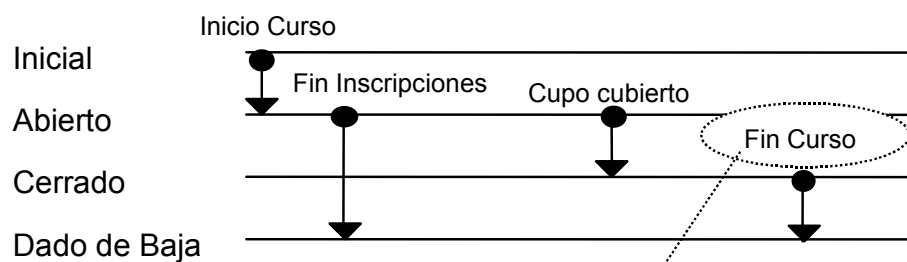 Inicio Curso
Inicial
Fin Inscripciones
Cupo cubierto
Abierto
Fin Curso
Cerrado
Dado de Baja